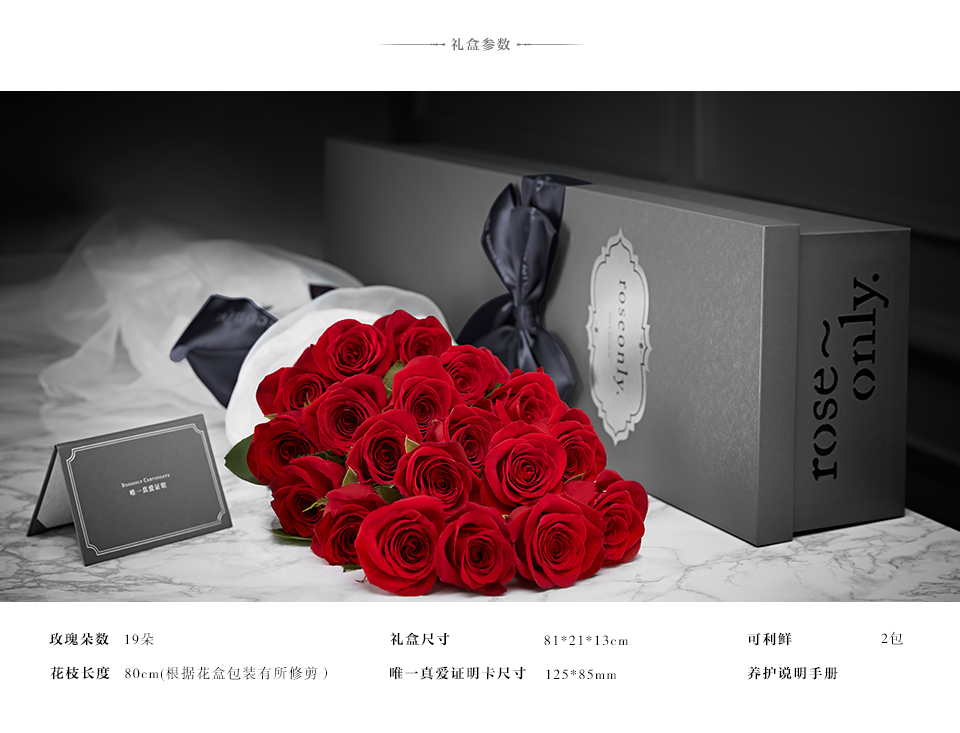 礼盒参数
roseonly.
rose~
only.
ROSEONLY CERTIFICATE
唯一真爱证明
玫瑰朵数 19朵 礼盒尺寸 81*21*13cm 可利鲜 2包
花枝长度 80cm(根据花盒包装有所修剪 ) 唯一真爱证明卡尺寸 125*85mm 养护说明手册